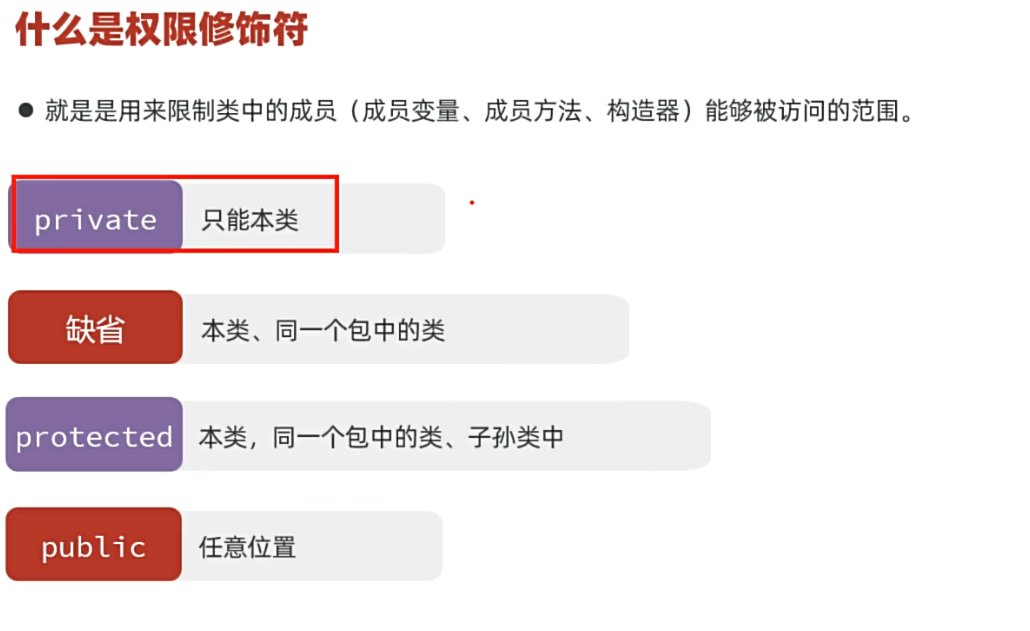 什么是权限修饰符
就是是用来限制类中的成员（成员变量、成员方法、构造器）能够被访问的范围。
private 只能本类
缺省 本类、同一个包中的类
protected 本类，同一个包中的类、子孙类中
public 任意位置